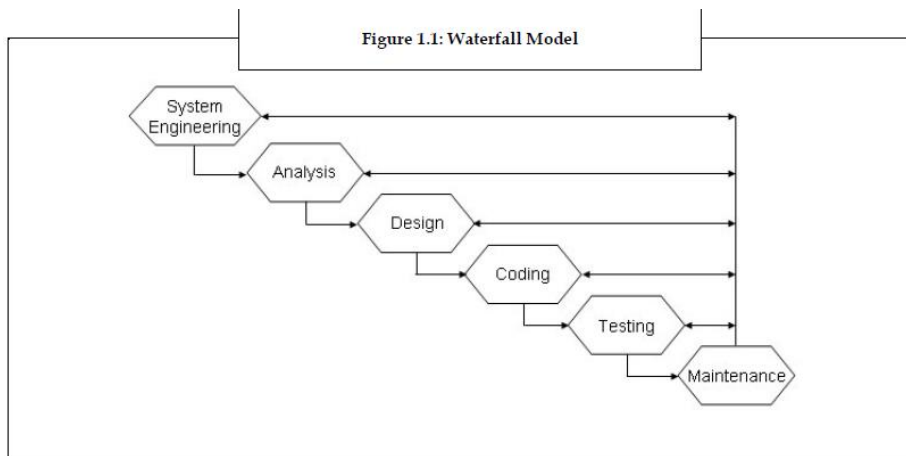 Figure 1.1: Waterfall Model
System
Engineering
Analysis
Design
Coding
Testing
Maintenance